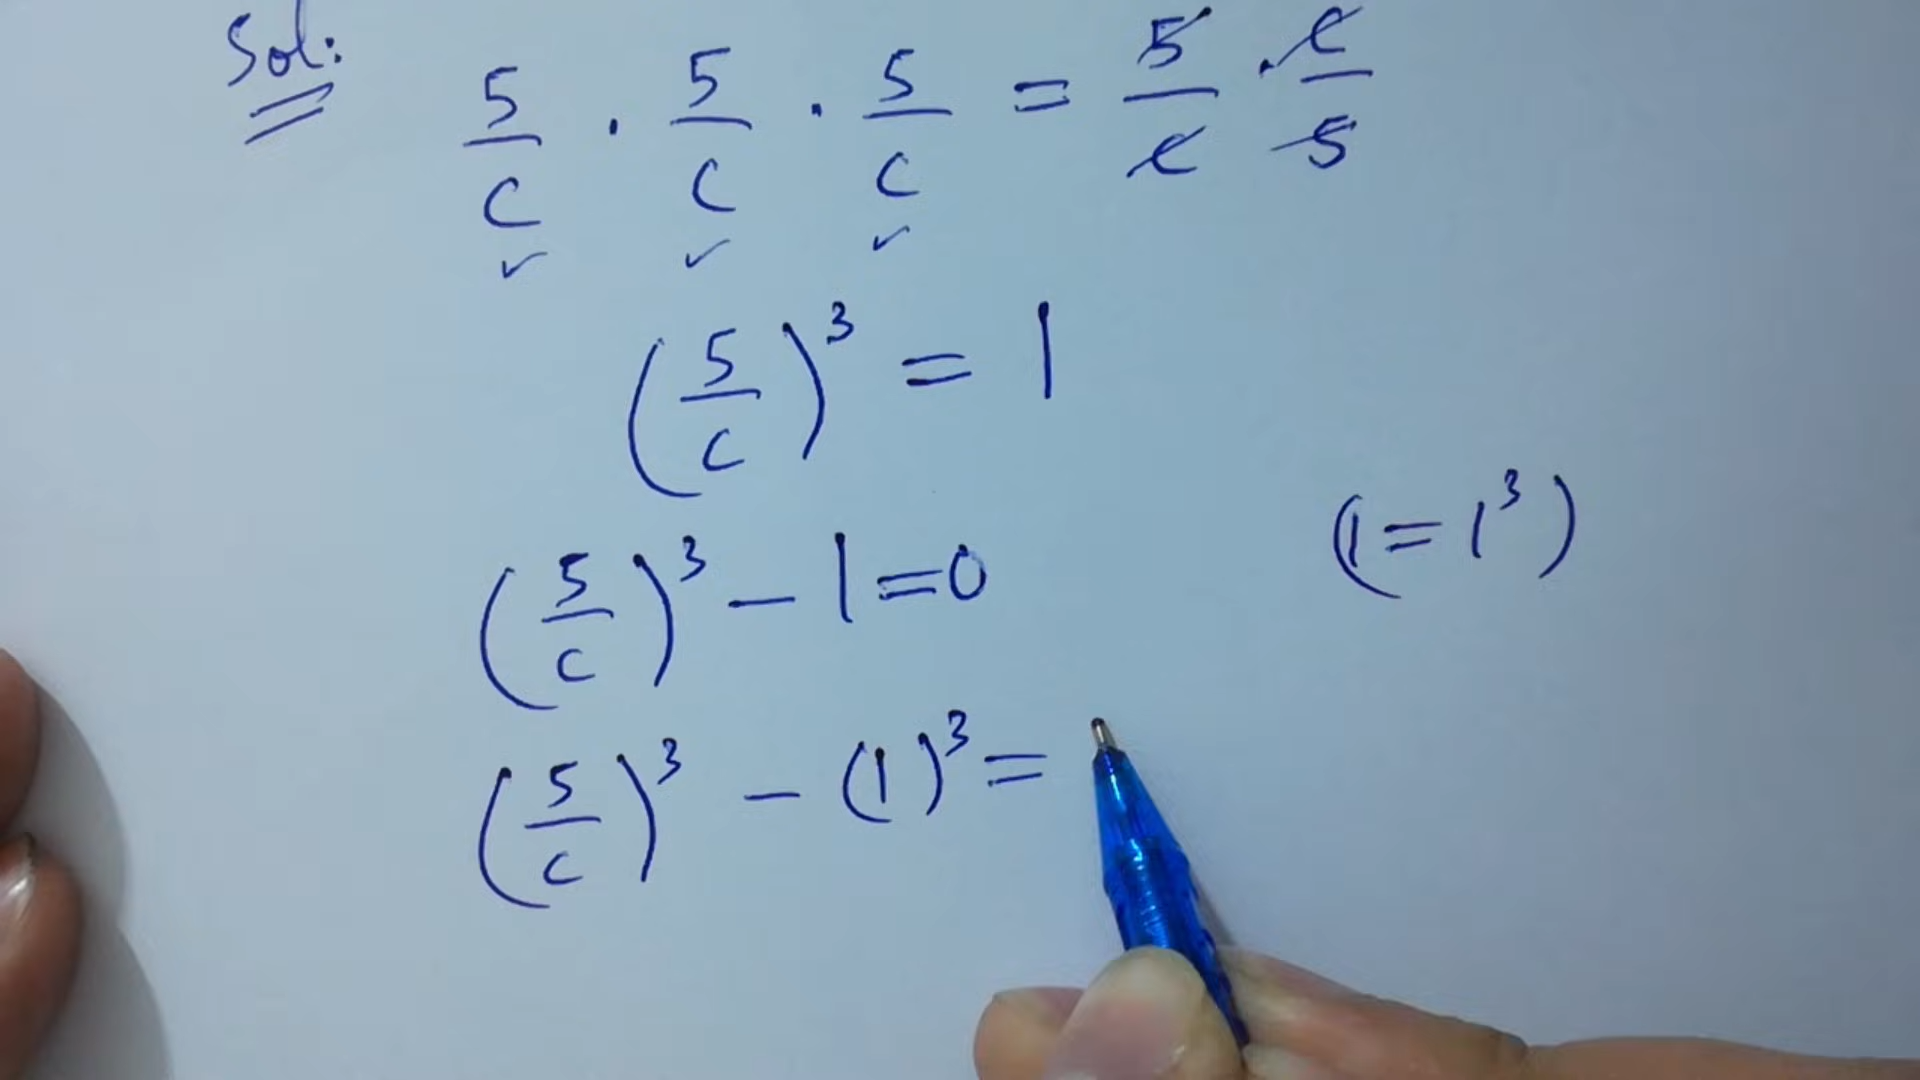 Sol: 5/c · 5/c · 5/c = 5/c · c/5
(5/c)³ = 1
(1 = 1³)
(5/c)³ - 1 = 0
(5/c)³ - (1)³ =